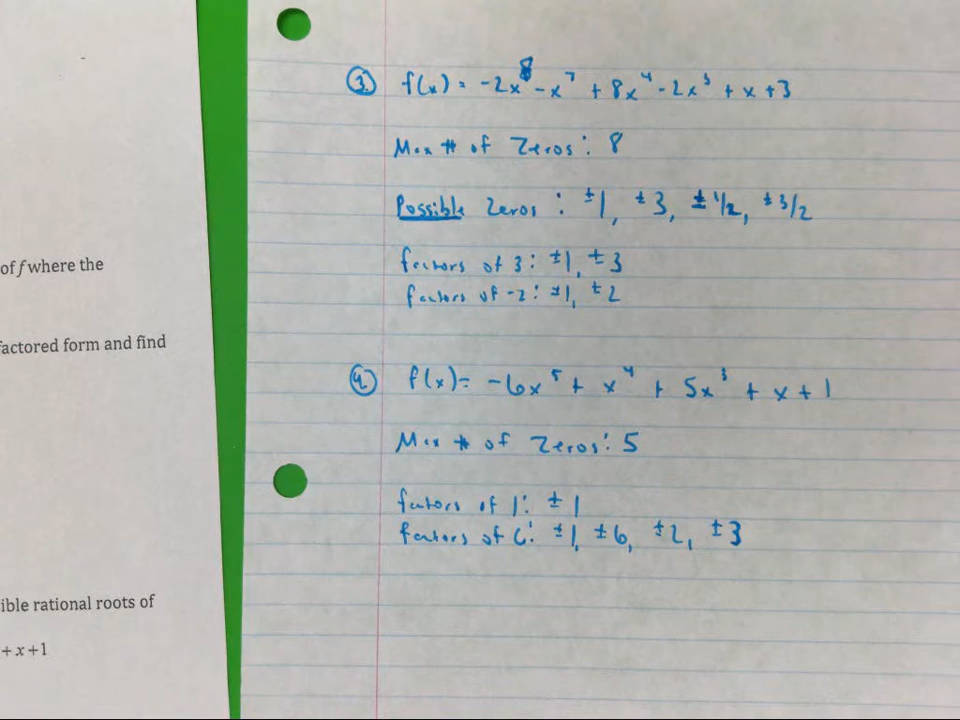 of f where the
factored form and find
ible rational roots of
+ x + 1
3. f(x) = -2x⁸ - x⁷ + 8x⁴ - 2x³ + x + 3
Max # of Zeros: 8
Possible Zeros: ±1, ±3, ±1/2, ±3/2
factors of 3: ±1, ±3
factors of -2: ±1, ±2
4. f(x) = -6x⁵ + x⁴ + 5x³ + x + 1
Max # of Zeros: 5
factors of 1: ±1
factors of 6: ±1, ±6, ±2, ±3